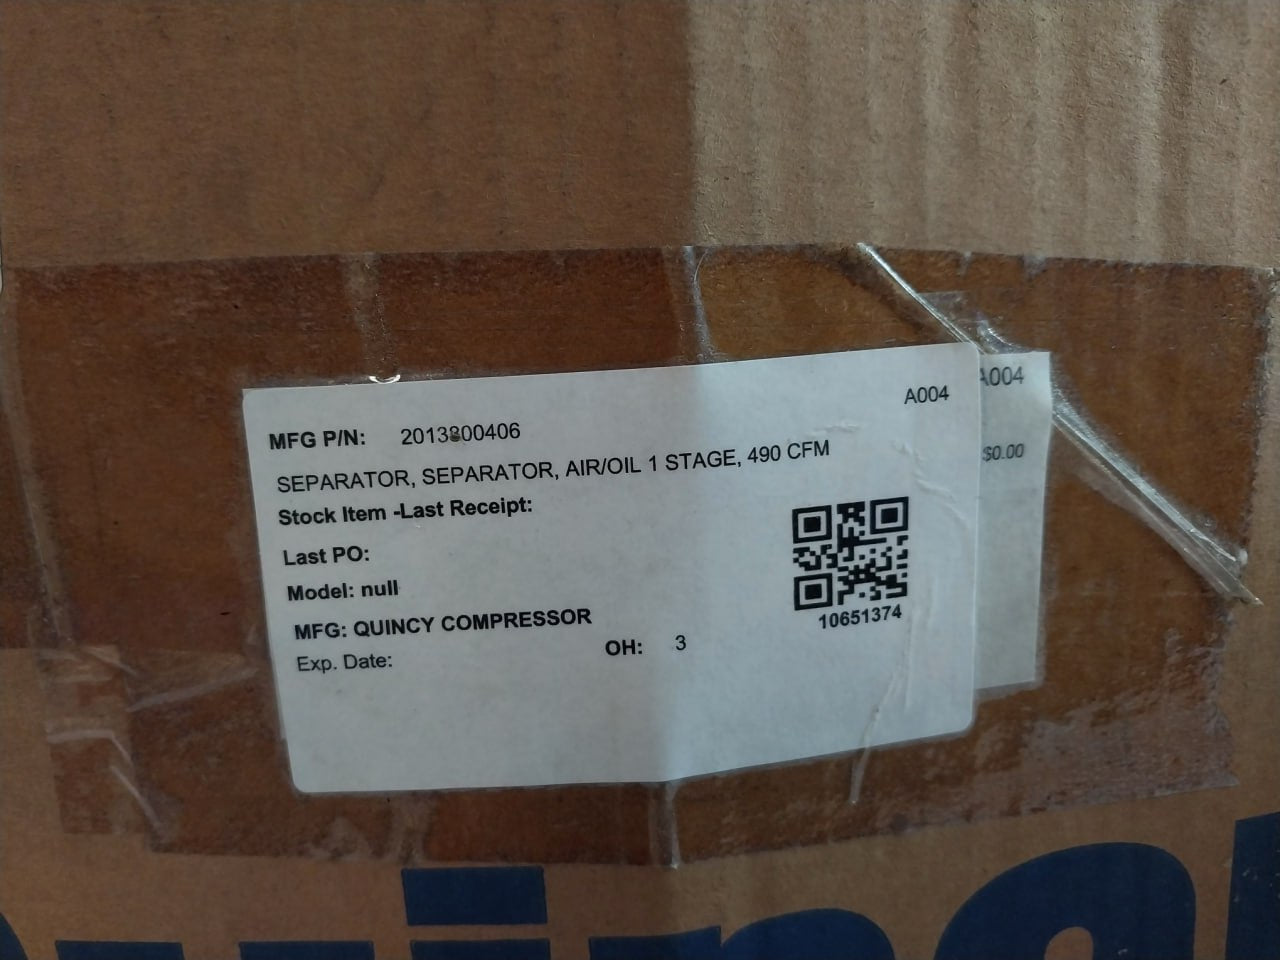 A004
A004
MFG P/N: 2013800406
SEPARATOR, SEPARATOR, AIR/OIL 1 STAGE, 490 CFM
$0.00
Stock Item -Last Receipt:
Last PO:
Model: null
MFG: QUINCY COMPRESSOR
10651374
Exp. Date:
OH: 3